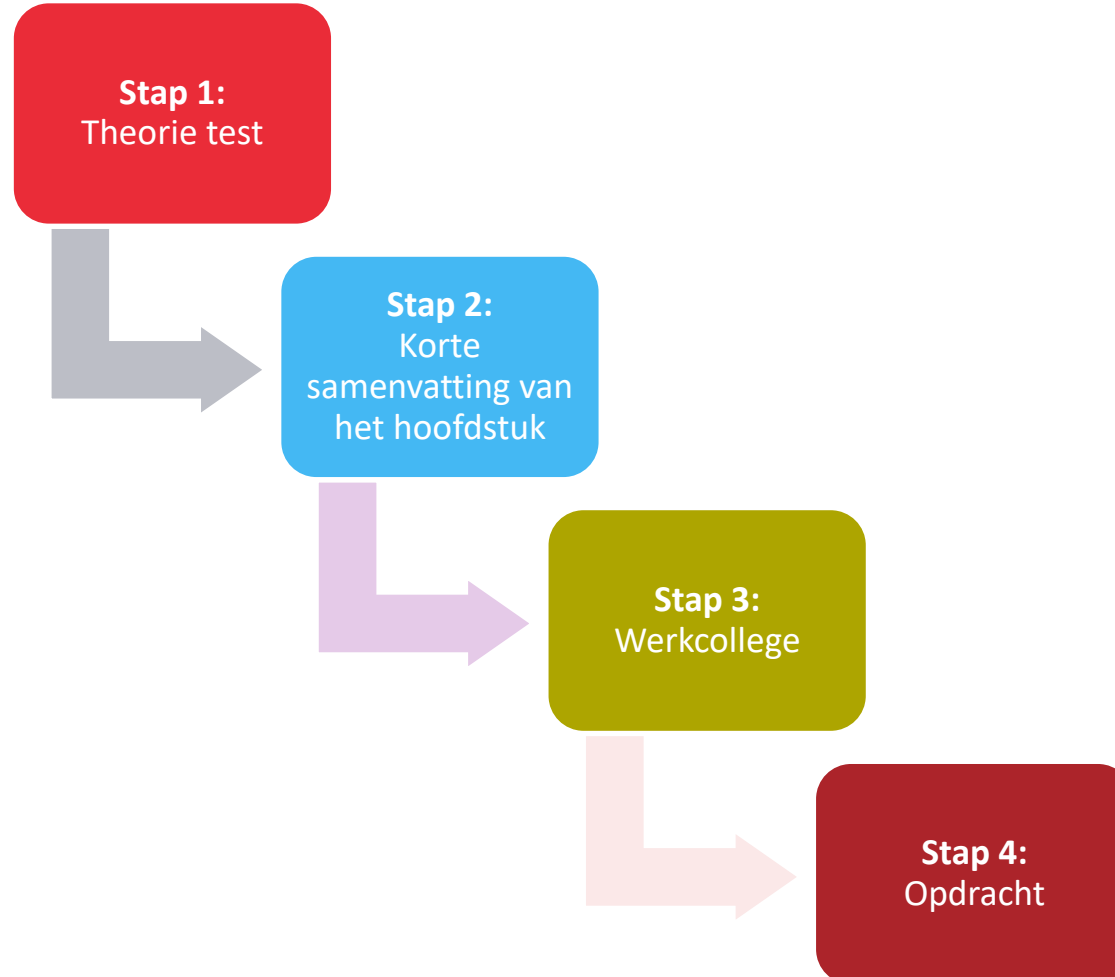 Stap 1:
Theorie test
Stap 2:
Korte
samenvatting van
het hoofdstuk
Stap 3:
Werkcollege
Stap 4:
Opdracht